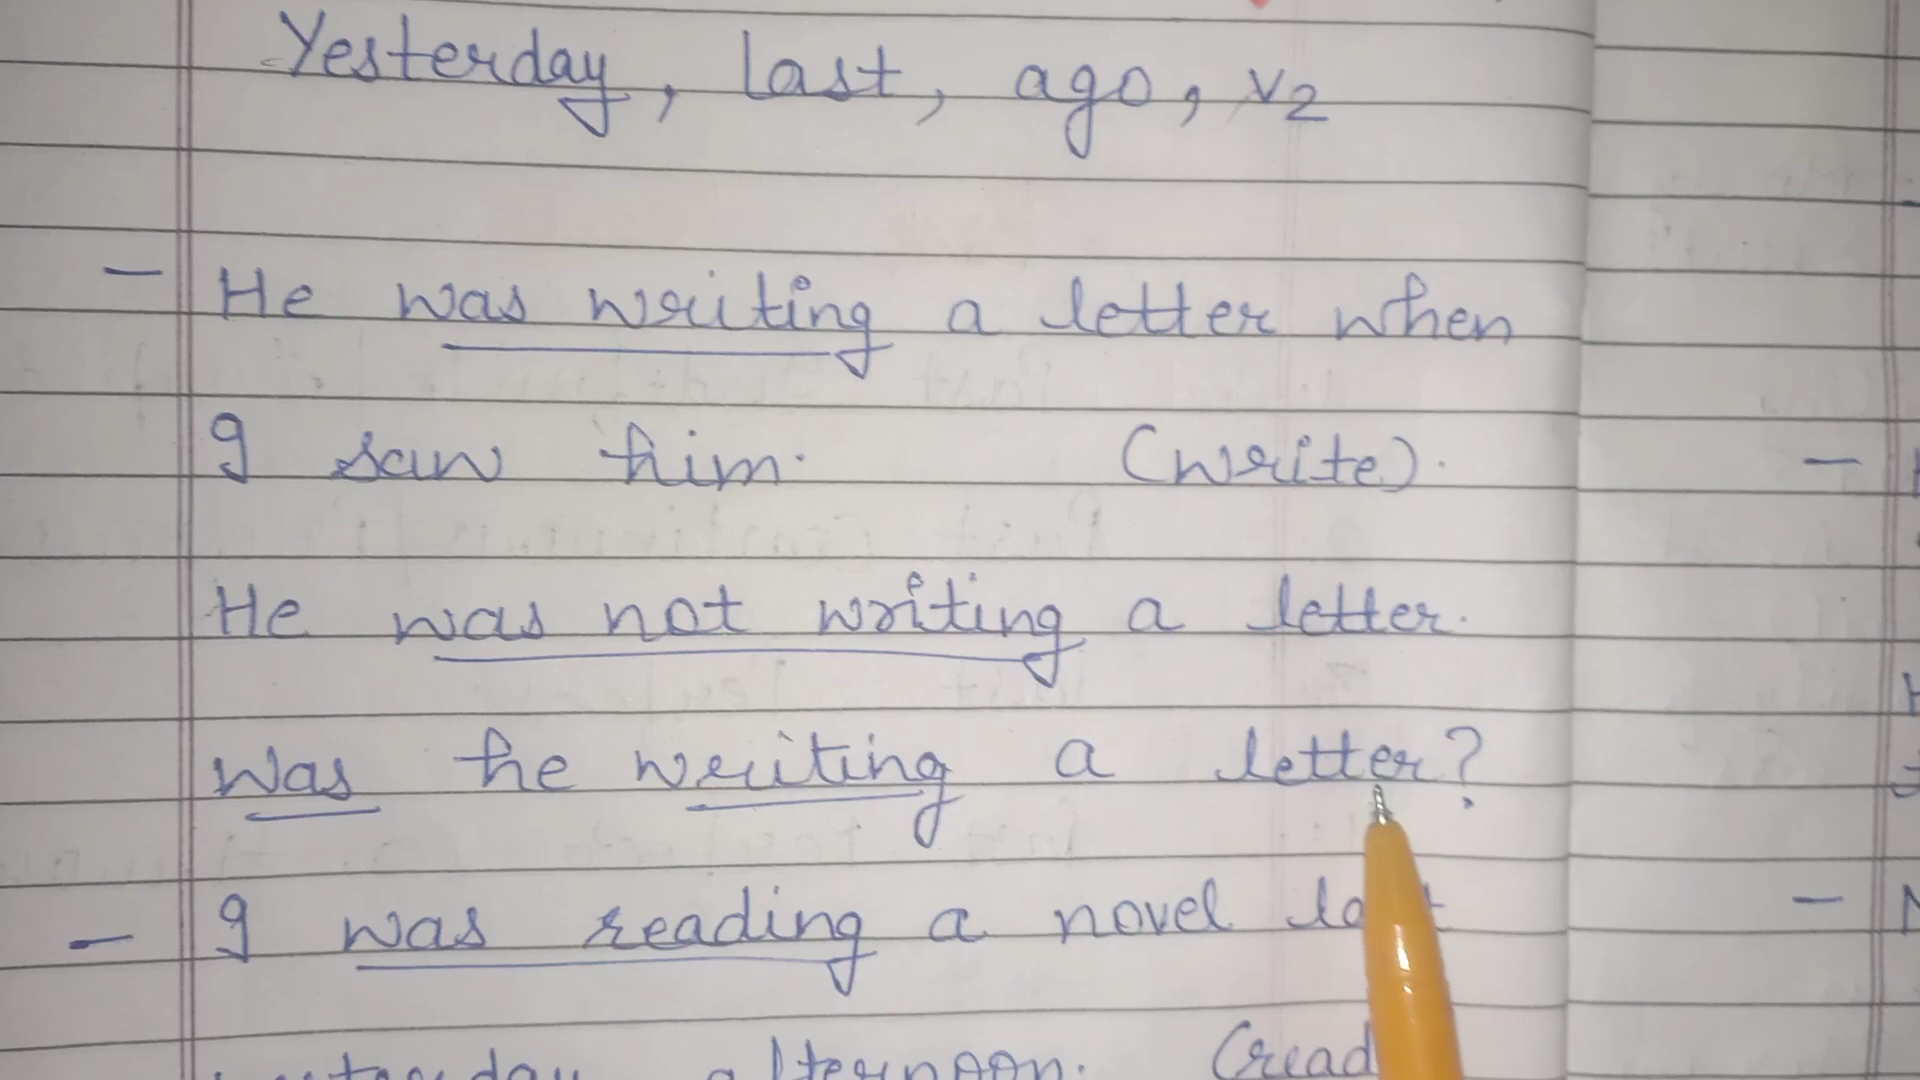 Yesterday, last, ago, V2
– He was writing a letter when
I saw him. (write).
He was not writing a letter.
Was he writing a letter?
– I was reading a novel
afternoon. (read